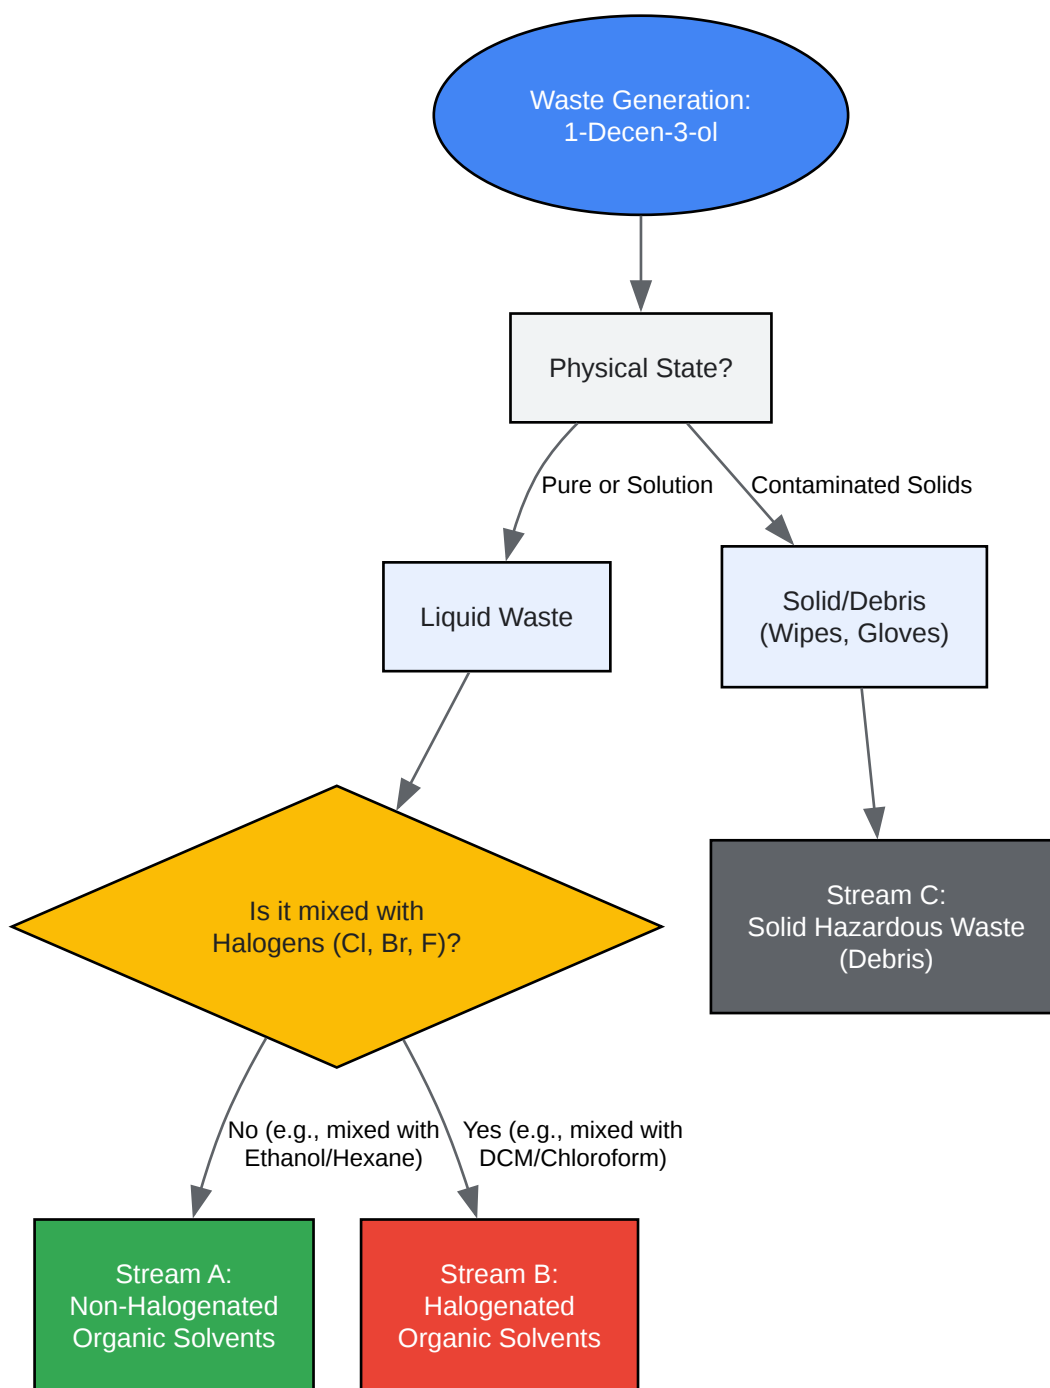 Waste Generation:
1-Decen-3-ol
Physical State?
Pure or Solution
Contaminated Solids
Liquid Waste
Solid/Debris
(Wipes, Gloves)
Is it mixed with
Halogens (Cl, Br, F)?
Stream C:
Solid Hazardous Waste
(Debris)
No (e.g., mixed with
Ethanol/Hexane)
Yes (e.g., mixed with
DCM/Chloroform)
Stream A:
Non-Halogenated
Organic Solvents
Stream B:
Halogenated
Organic Solvents